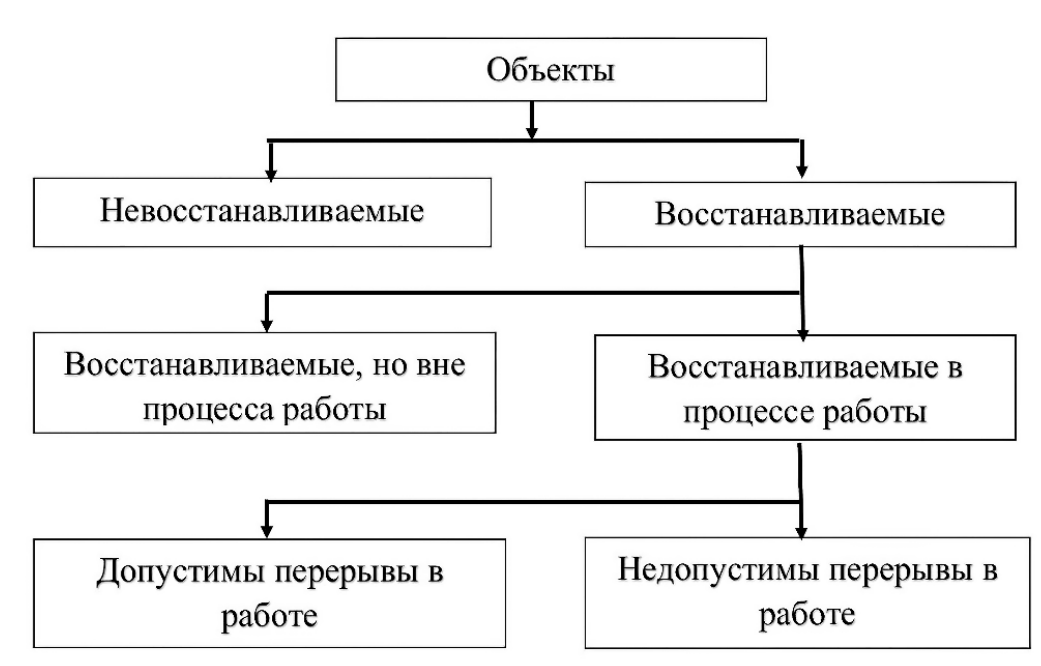 Объекты
Невосстанавливаемые
Восстанавливаемые
Восстанавливаемые, но вне
процесса работы
Восстанавливаемые в
процессе работы
Допустимы перерывы в
работе
Недопустимы перерывы в
работе